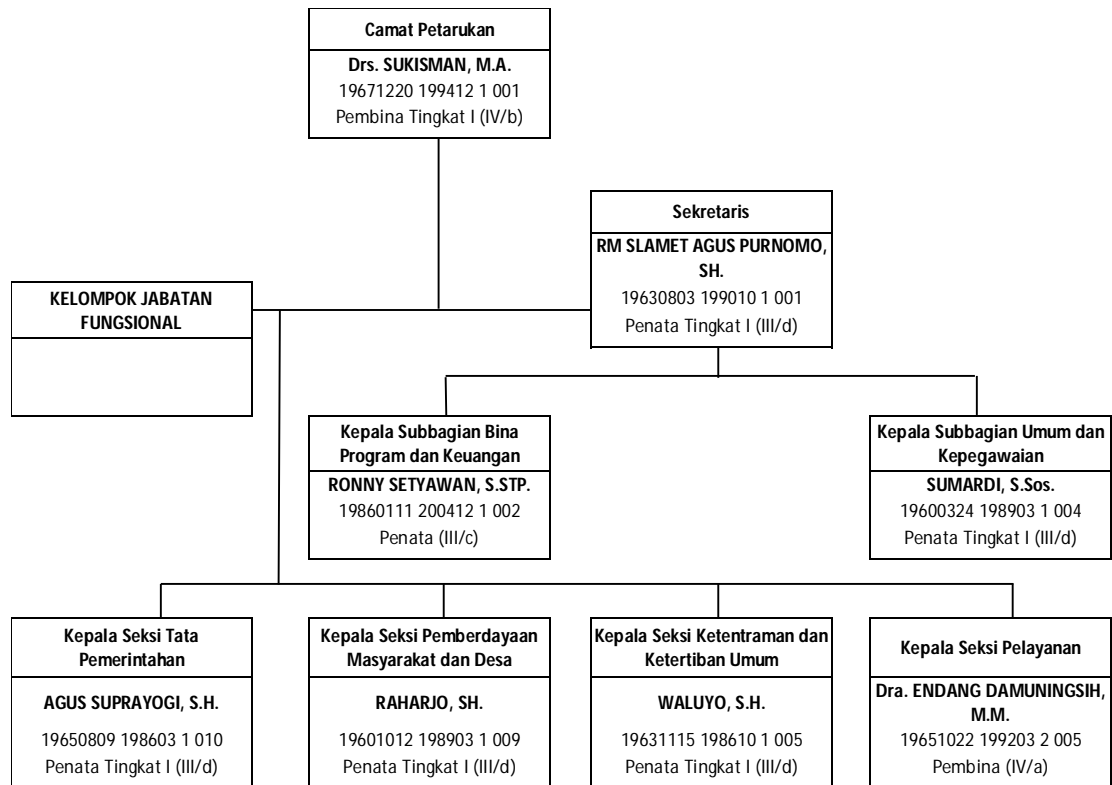 Camat Petarukan
Drs. SUKISMAN, M.A.
19671220 199412 1 001
Pembina Tingkat I (IV/b)
Sekretaris
RM SLAMET AGUS PURNOMO,
SH.
19630803 199010 1 001
Penata Tingkat I (III/d)
KELOMPOK JABATAN
FUNGSIONAL
Kepala Subbagian Bina
Program dan Keuangan
RONNY SETYAWAN, S.STP.
19860111 200412 1 002
Penata (III/c)
Kepala Subbagian Umum dan
Kepegawaian
SUMARDI, S.Sos.
19600324 198903 1 004
Penata Tingkat I (III/d)
Kepala Seksi Tata
Pemerintahan
AGUS SUPRAYOGI, S.H.
19650809 198603 1 010
Penata Tingkat I (III/d)
Kepala Seksi Pemberdayaan
Masyarakat dan Desa
RAHARJO, SH.
19601012 198903 1 009
Penata Tingkat I (III/d)
Kepala Seksi Ketentraman dan
Ketertiban Umum
WALUYO, S.H.
19631115 198610 1 005
Penata Tingkat I (III/d)
Kepala Seksi Pelayanan
Dra. ENDANG DAMUNINGSIH,
M.M.
19651022 199203 2 005
Pembina (IV/a)